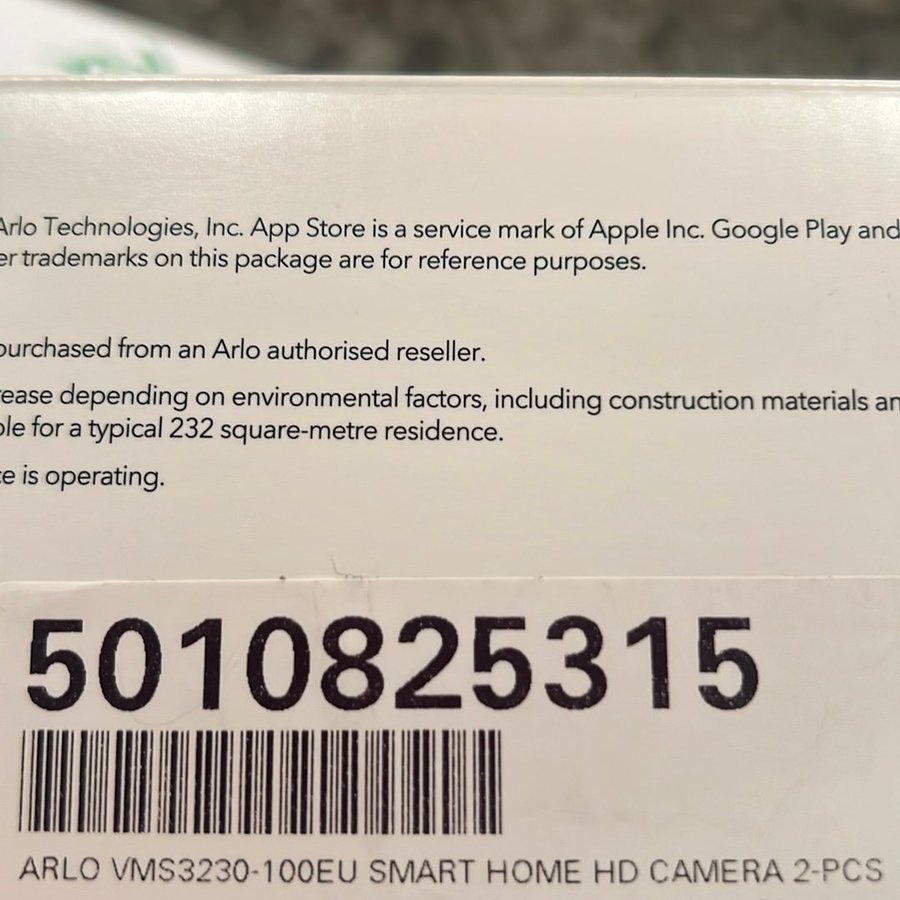 Arlo Technologies, Inc. App Store is a service mark of Apple Inc. Google Play and
er trademarks on this package are for reference purposes.
purchased from an Arlo authorised reseller.
rease depending on environmental factors, including construction materials an
ble for a typical 232 square-metre residence.
ce is operating.
5010825315
ARLO VMS3230-100EU SMART HOME HD CAMERA 2-PCS